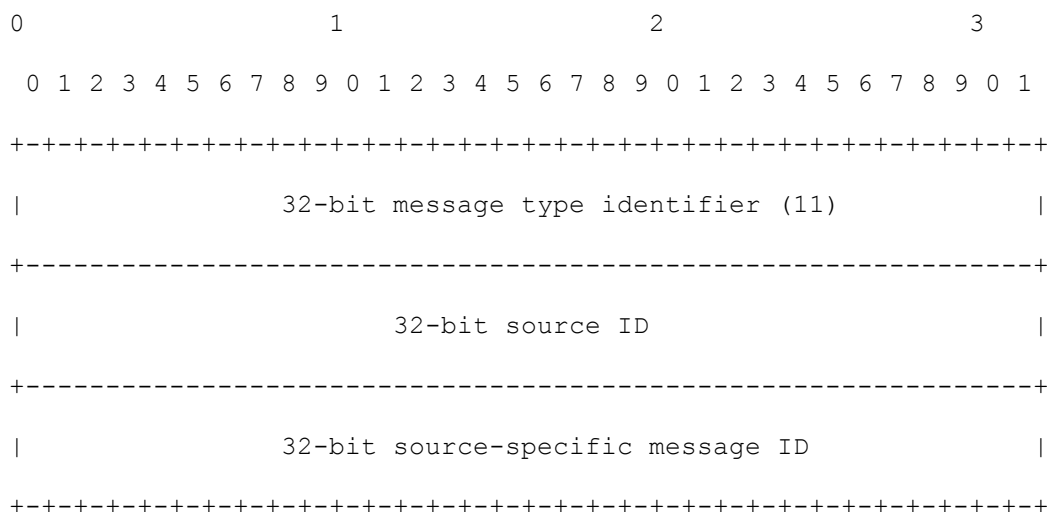 0                   1                   2                   3
 0 1 2 3 4 5 6 7 8 9 0 1 2 3 4 5 6 7 8 9 0 1 2 3 4 5 6 7 8 9 0 1
+-+-+-+-+-+-+-+-+-+-+-+-+-+-+-+-+-+-+-+-+-+-+-+-+-+-+-+-+-+-+-+-+
|                32-bit message type identifier (11)            |
+---------------------------------------------------------------+
|                       32-bit source ID                        |
+---------------------------------------------------------------+
|                32-bit source-specific message ID              |
+-+-+-+-+-+-+-+-+-+-+-+-+-+-+-+-+-+-+-+-+-+-+-+-+-+-+-+-+-+-+-+-+